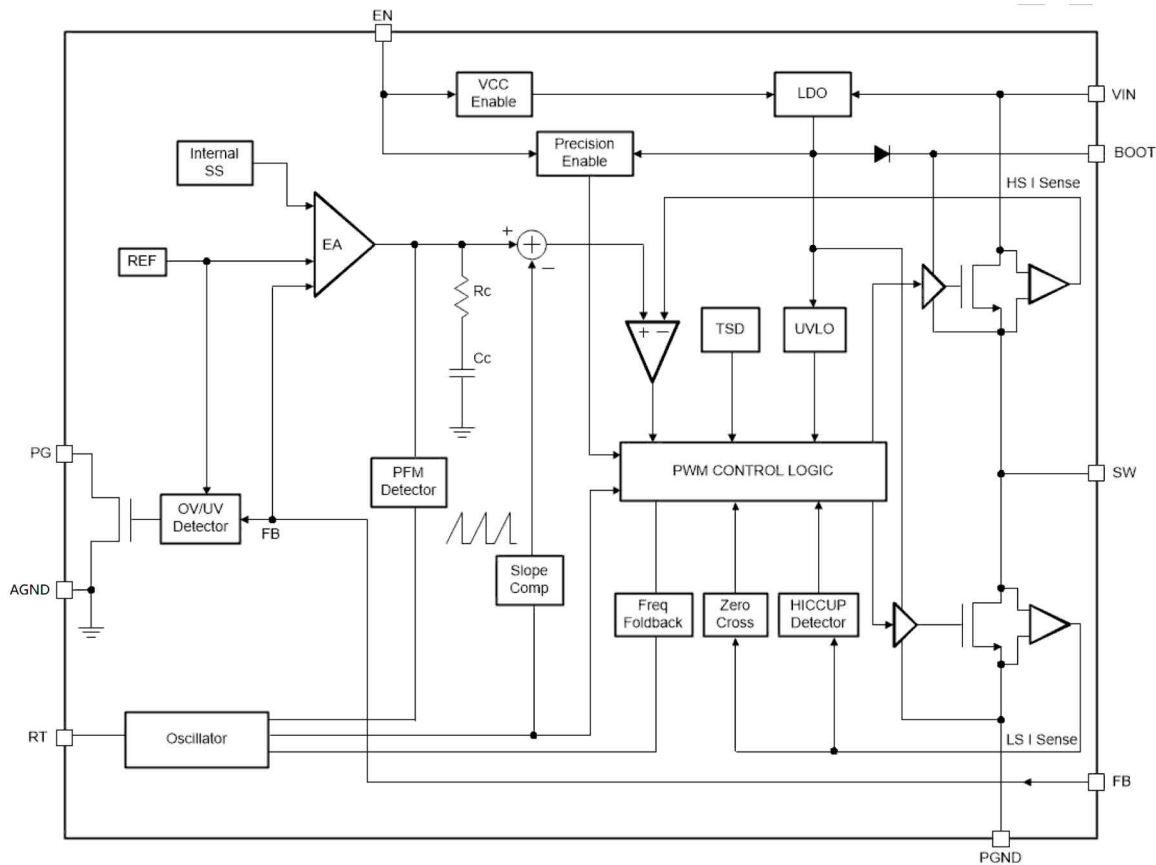 EN
VCC
Enable
LDO
VIN
Precision
Enable
BOOT
Internal
SS
HS I Sense
EA
+
+
−
REF
Rc
+ −
TSD
UVLO
Cc
PG
PFM
Detector
PWM CONTROL LOGIC
SW
OV/UV
Detector
FB
Slope
Comp
AGND
Freq
Foldback
Zero
Cross
HICCUP
Detector
RT
Oscillator
LS I Sense
FB
PGND